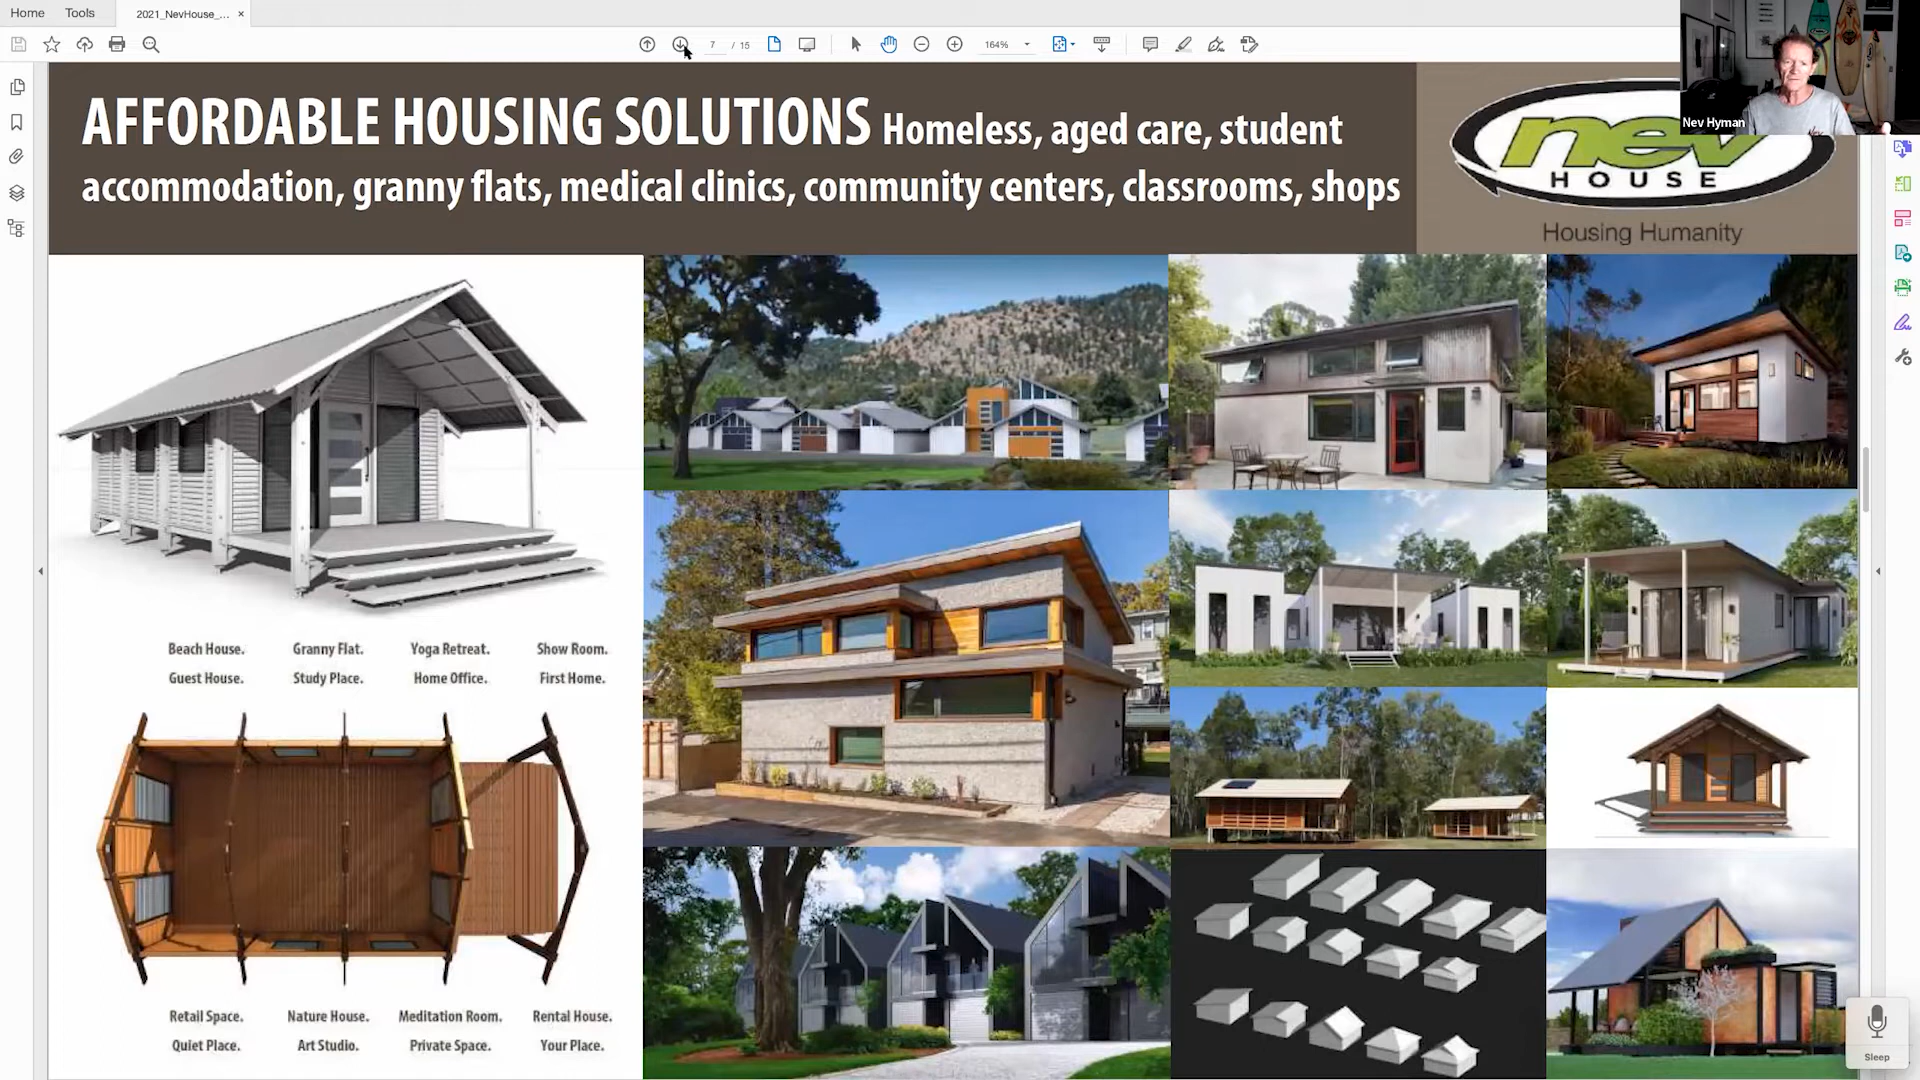 Home Tools 2021_NevHouse_... ×
7 / 15 164%
Nev Hyman
AFFORDABLE HOUSING SOLUTIONS Homeless, aged care, student
accommodation, granny flats, medical clinics, community centers, classrooms, shops
nev
HOUSE
Housing Humanity
Beach House. Granny Flat. Yoga Retreat. Show Room.
Guest House. Study Place. Home Office. First Home.
Retail Space. Nature House. Meditation Room. Rental House.
Quiet Place. Art Studio. Private Space. Your Place.
Sleep